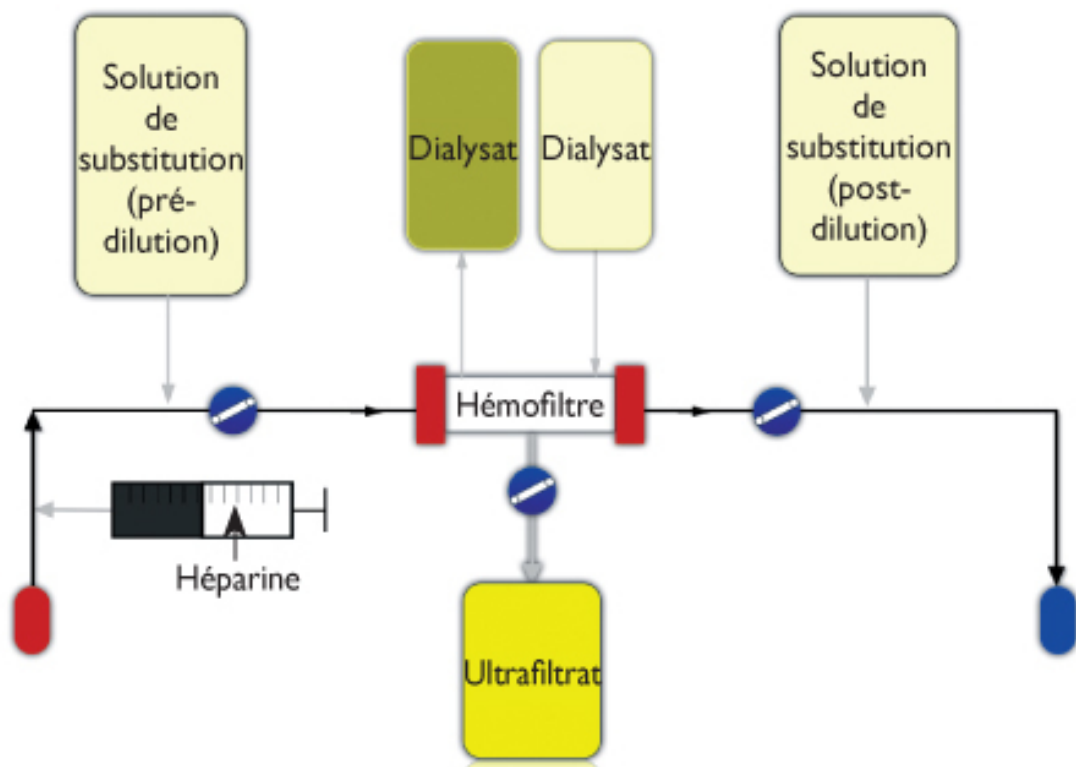 Solution
de
substitution
(pré-
dilution)
Dialysat
Dialysat
Solution
de
substitution
(post-
dilution)
Hémofiltre
Héparine
Ultrafiltrat